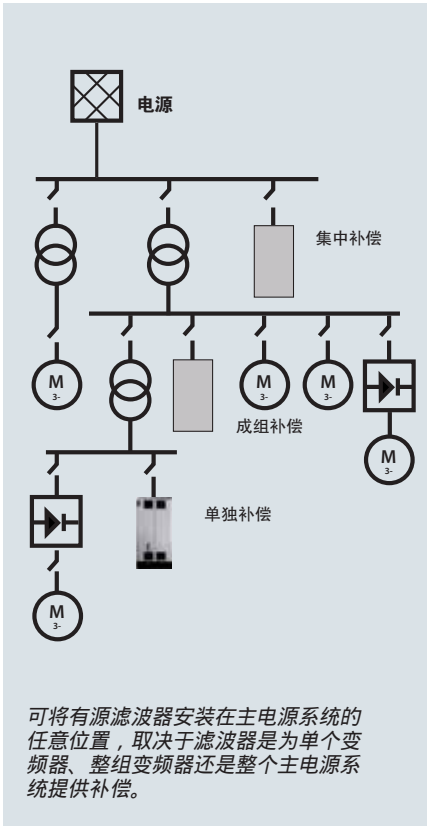 电源
集中补偿
M
3-
M
3-
M
3-
成组补偿
M
3-
单独补偿
M
3-
可将有源滤波器安装在主电源系统的
任意位置，取决于滤波器是为单个变
频器、整组变频器还是整个主电源系
统提供补偿。